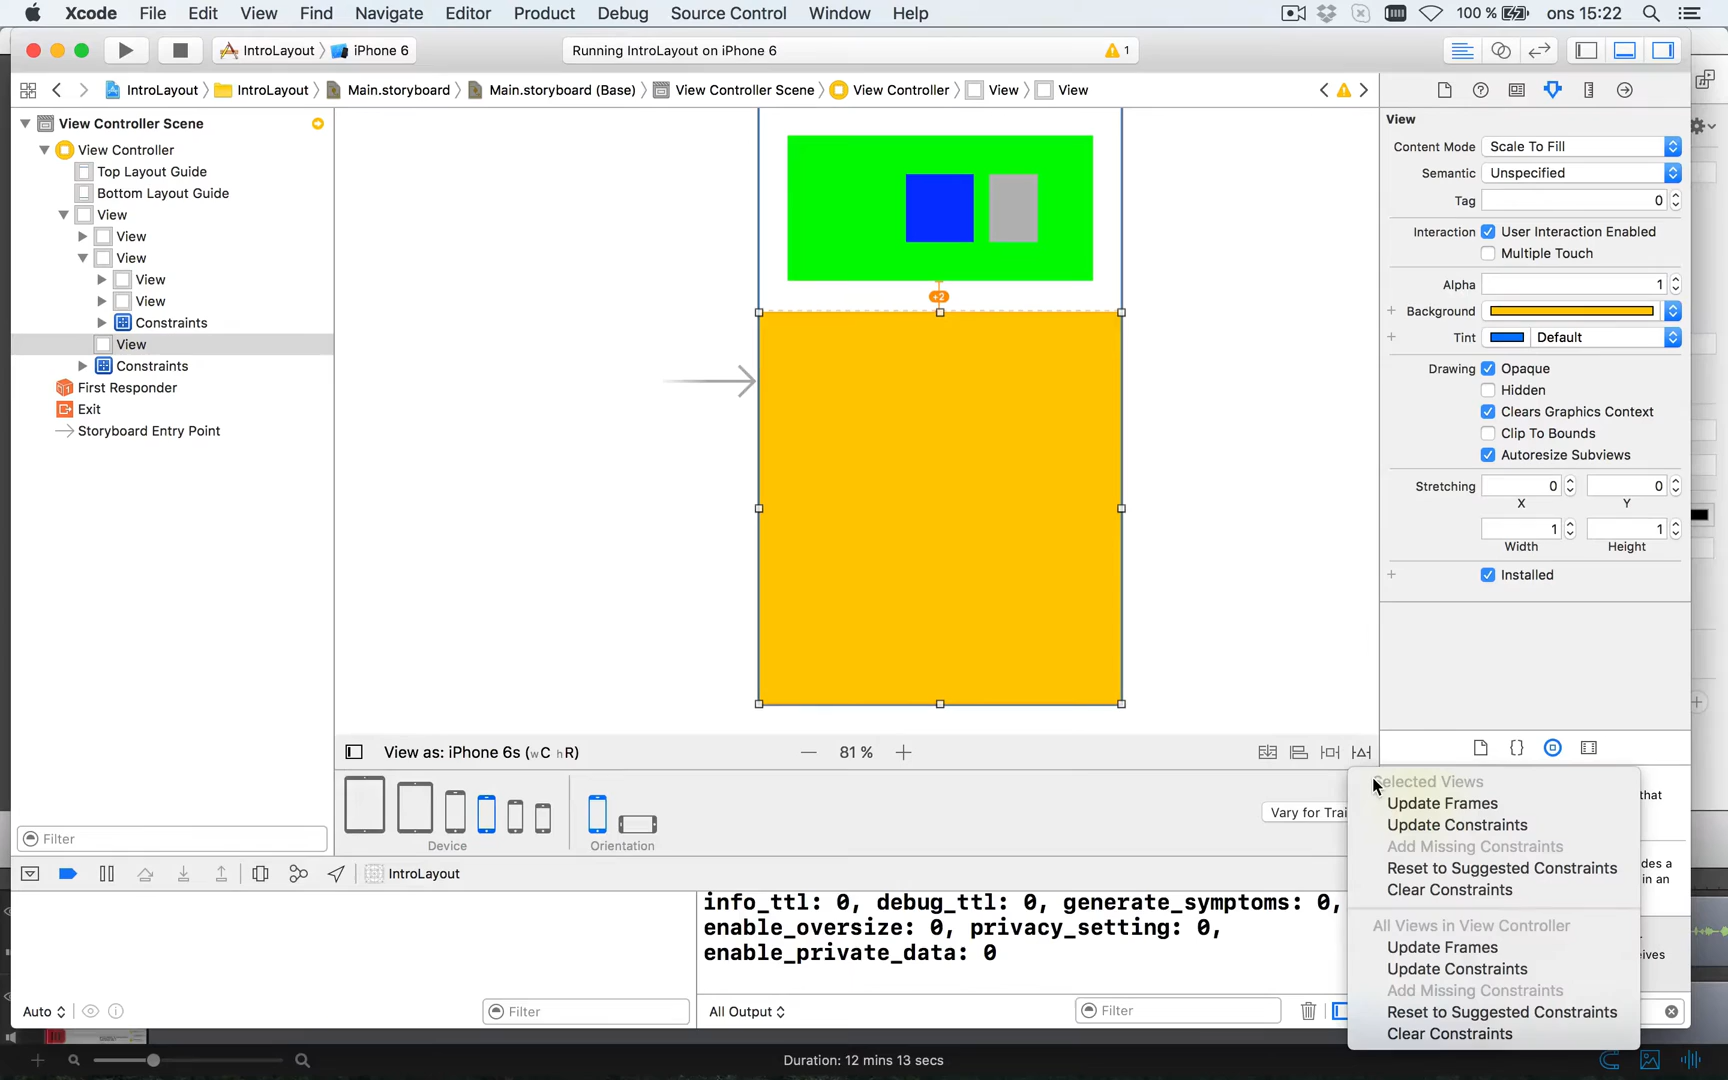 Xcode File Edit View Find Navigate Editor Product Debug Source Control Window Help 100 % ons 15:22
IntroLayout iPhone 6 Running IntroLayout on iPhone 6 1
IntroLayout IntroLayout Main.storyboard Main.storyboard (Base) View Controller Scene View Controller View View
View Controller Scene
View Controller
Top Layout Guide
Bottom Layout Guide
View
View
View
View
View
Constraints
View
Constraints
First Responder
Exit
Storyboard Entry Point
Filter
+2
View as: iPhone 6s (wC hR)
81 %
Device
Orientation
Vary for Trai
View
Content Mode Scale To Fill
Semantic Unspecified
Tag 0
Interaction User Interaction Enabled
Multiple Touch
Alpha 1
Background
Tint Default
Drawing Opaque
Hidden
Clears Graphics Context
Clip To Bounds
Autoresize Subviews
Stretching 0 0
X Y
1 1
Width Height
Installed
Selected Views
Update Frames
Update Constraints
Add Missing Constraints
Reset to Suggested Constraints
Clear Constraints
All Views in View Controller
Update Frames
Update Constraints
Add Missing Constraints
Reset to Suggested Constraints
Clear Constraints
that
des a
in an
eives
IntroLayout
info_ttl: 0, debug_ttl: 0, generate_symptoms: 0,
enable_oversize: 0, privacy_setting: 0,
enable_private_data: 0
Auto
Filter
All Output
Filter
Duration: 12 mins 13 secs